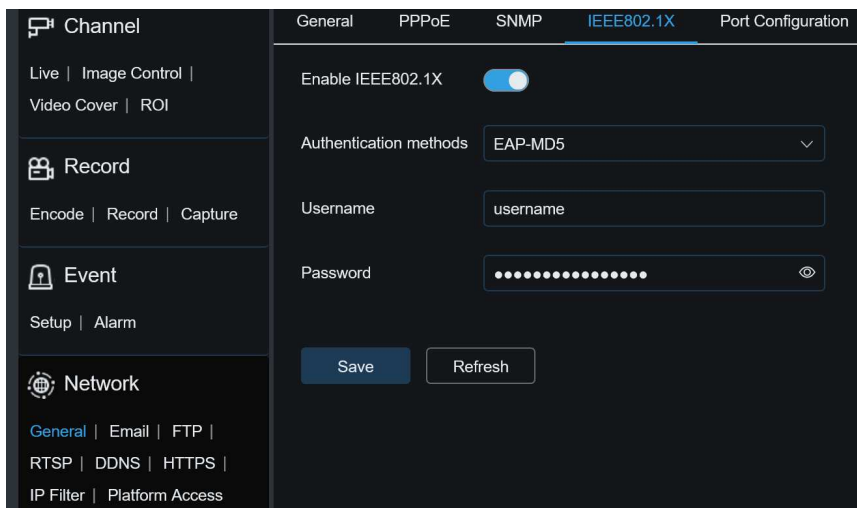 Channel
Live | Image Control |
Video Cover | ROI
Record
Encode | Record | Capture
Event
Setup | Alarm
Network
General | Email | FTP |
RTSP | DDNS | HTTPS |
IP Filter | Platform Access
General PPPoE SNMP IEEE802.1X Port Configuration
Enable IEEE802.1X
Authentication methods EAP-MD5
Username username
Password ••••••••••••••••
Save Refresh